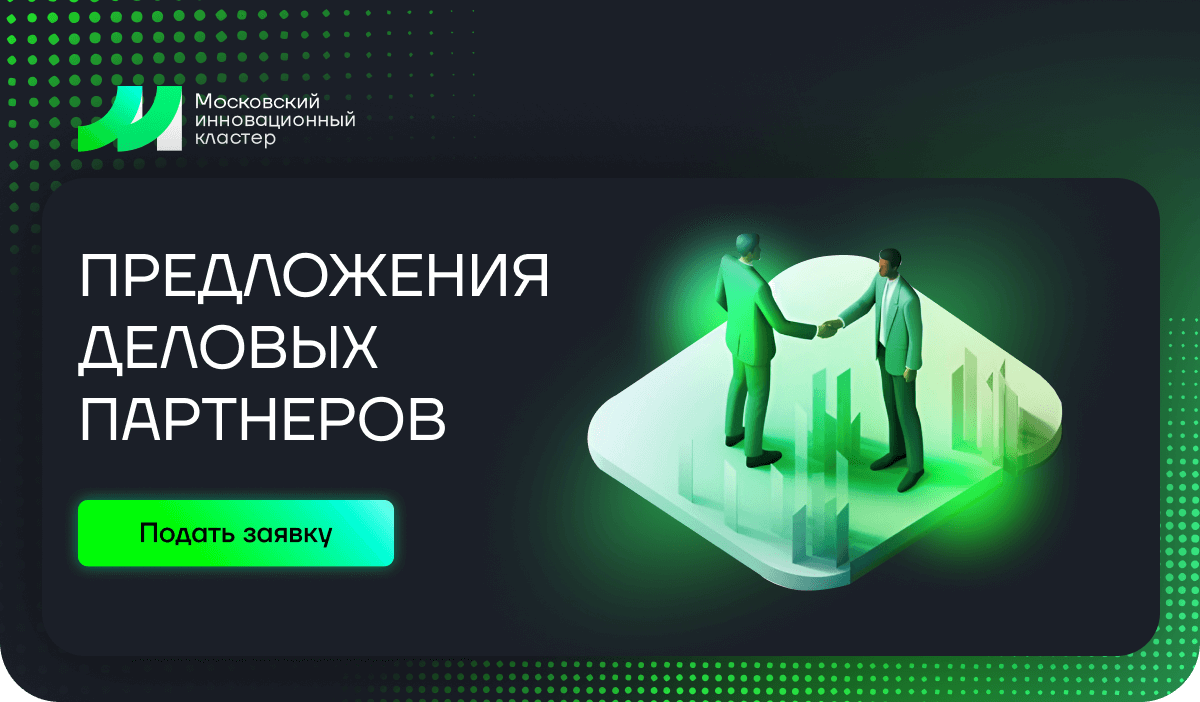 Московский
инновационный
кластер
ПРЕДЛОЖЕНИЯ
ДЕЛОВЫХ
ПАРТНЕРОВ
Подать заявку